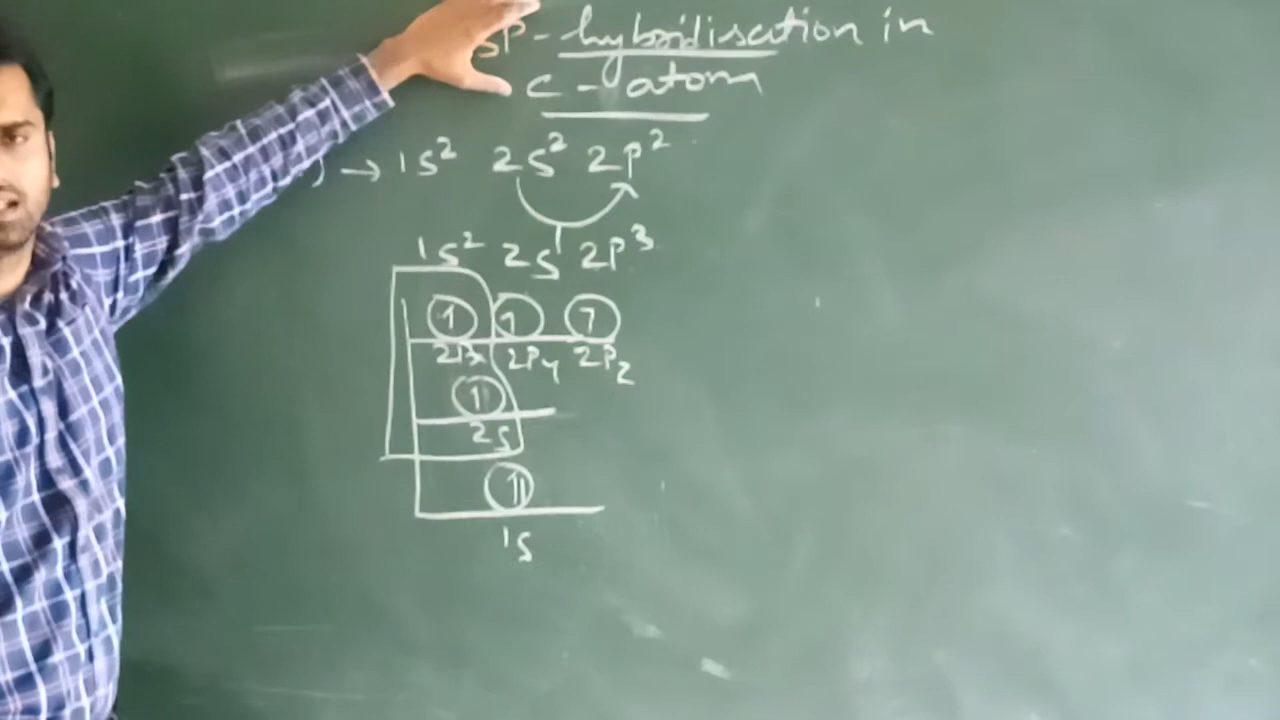 SP - hybridisation in
C - atom
) → 1S² 2S² 2P²
1S² 2S¹ 2P³
1 1 1
2Px 2Py 2Pz
1
2S
1l
1S